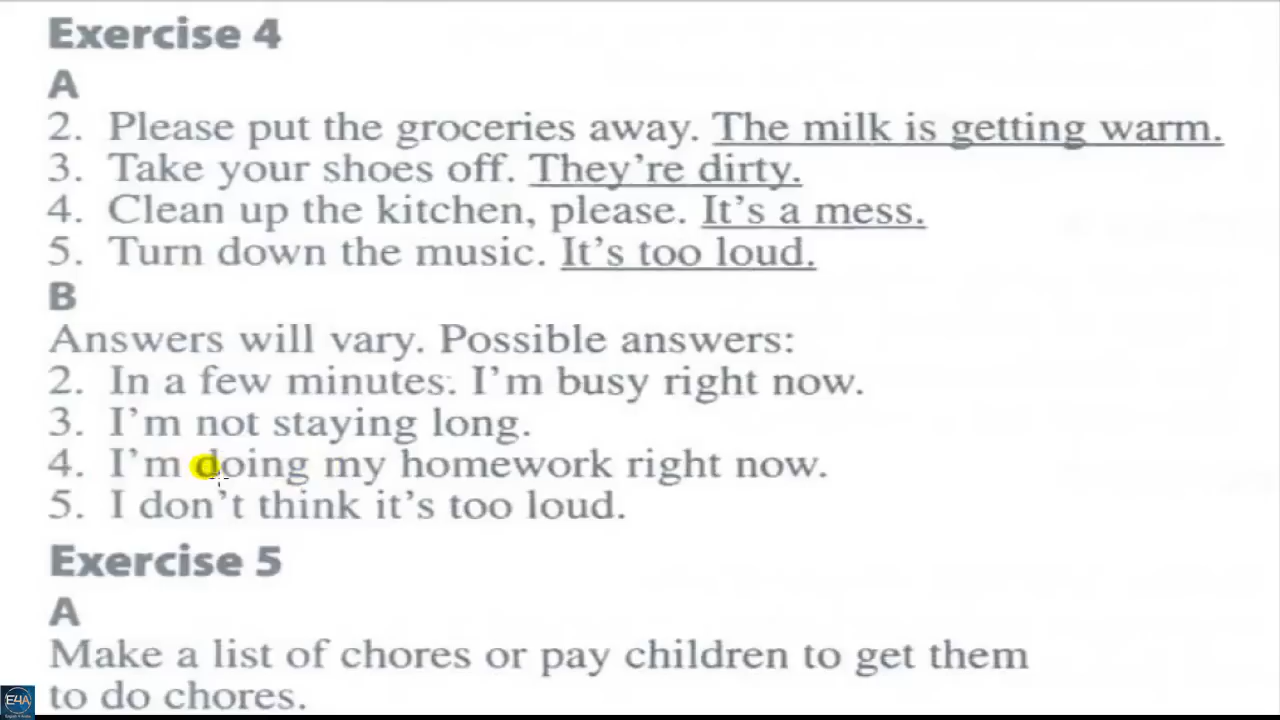 Exercise 4
A
2. Please put the groceries away. The milk is getting warm.
3. Take your shoes off. They're dirty.
4. Clean up the kitchen, please. It's a mess.
5. Turn down the music. It's too loud.
B
Answers will vary. Possible answers:
2. In a few minutes. I'm busy right now.
3. I'm not staying long.
4. I'm doing my homework right now.
5. I don't think it's too loud.
Exercise 5
A
Make a list of chores or pay children to get them
to do chores.
E4A